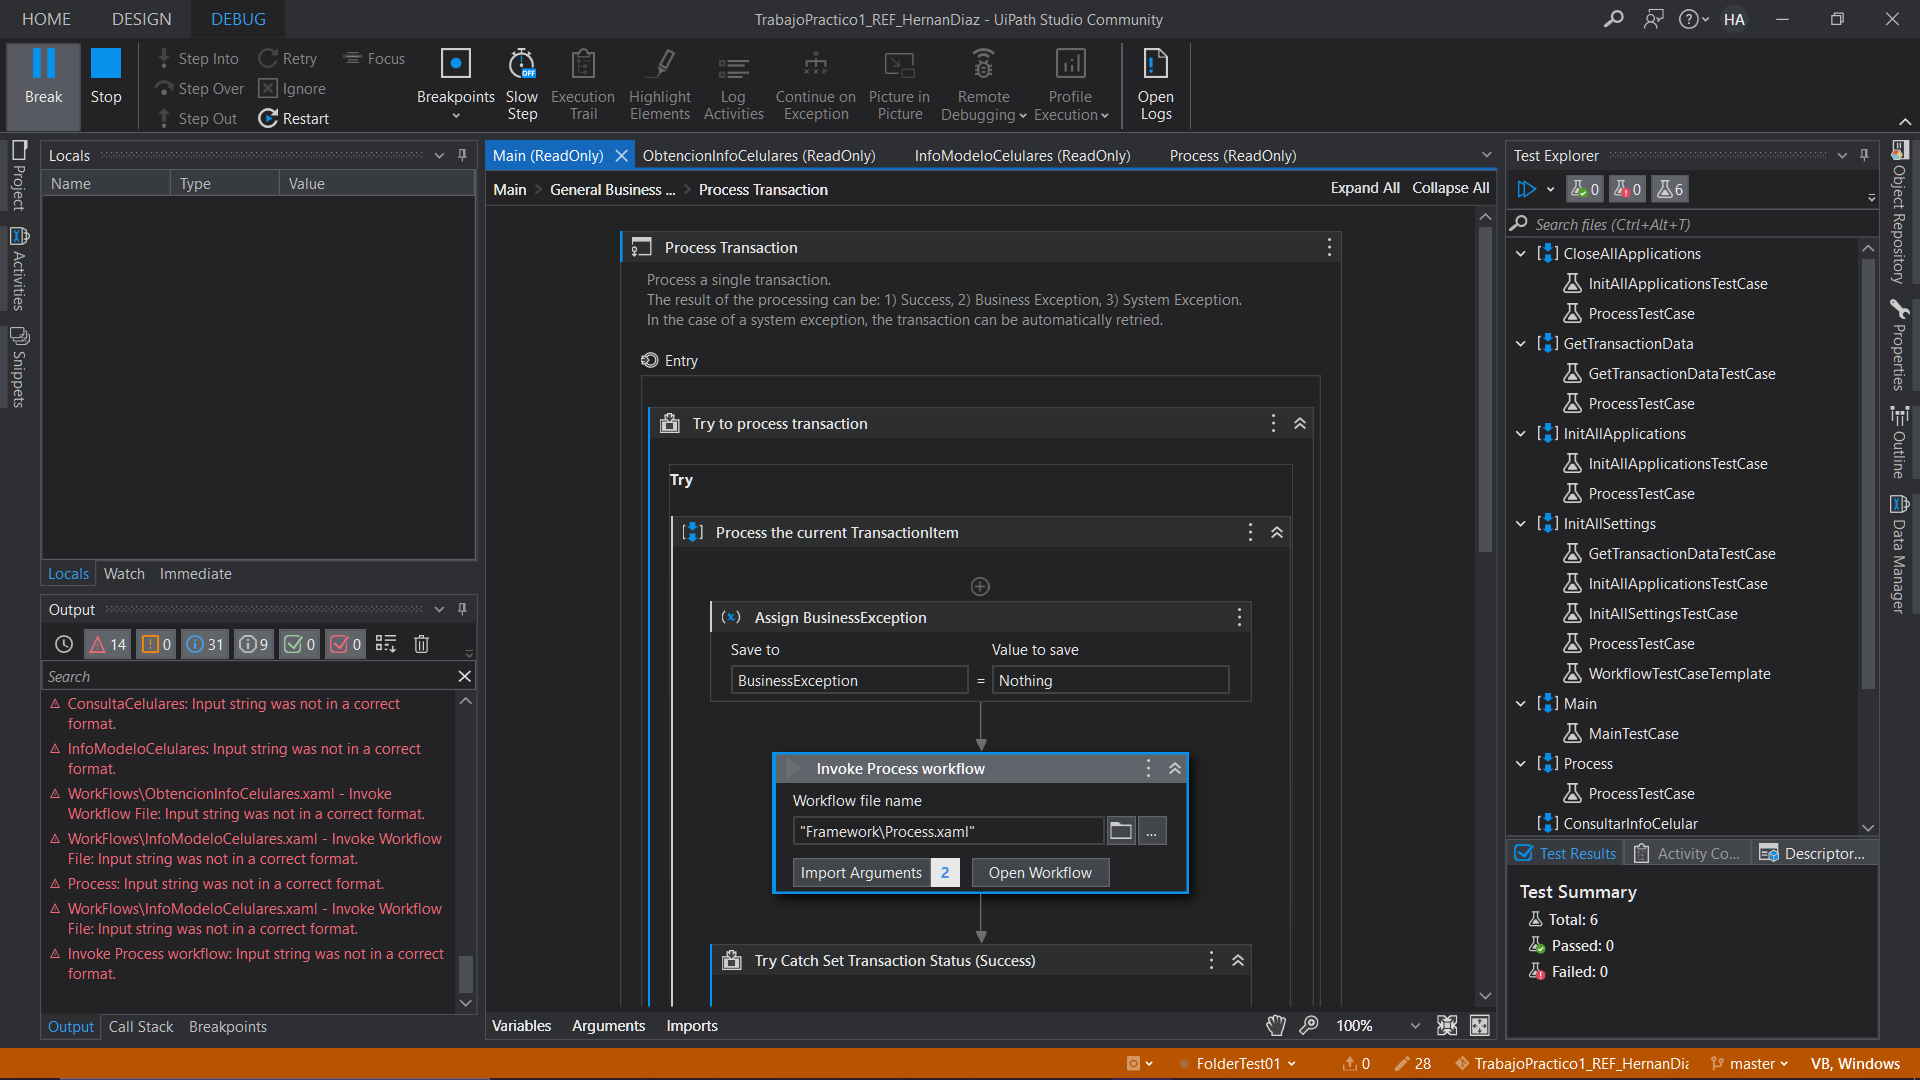 HOME DESIGN DEBUG TrabajoPractico1_REF_HernanDiaz - UiPath Studio Community HA
Break
Stop
Step Into
Step Over
Step Out
Retry
Ignore
Restart
Focus
Breakpoints
Slow
Step
OFF
Execution
Trail
Highlight
Elements
Log
Activities
Continue on
Exception
Picture in
Picture
Remote
Debugging
Profile
Execution
Open
Logs
Project
Activities
Snippets
Locals
Name Type Value
Locals Watch Immediate
Output
14 0 31 9 0 0
Search
ConsultaCelulares: Input string was not in a correct
format.
InfoModeloCelulares: Input string was not in a correct
format.
WorkFlows\ObtencionInfoCelulares.xaml - Invoke
Workflow File: Input string was not in a correct format.
WorkFlows\InfoModeloCelulares.xaml - Invoke Workflow
File: Input string was not in a correct format.
Process: Input string was not in a correct format.
WorkFlows\InfoModeloCelulares.xaml - Invoke Workflow
File: Input string was not in a correct format.
Invoke Process workflow: Input string was not in a correct
format.
Output Call Stack Breakpoints
Main (ReadOnly) ObtencionInfoCelulares (ReadOnly) InfoModeloCelulares (ReadOnly) Process (ReadOnly)
Main > General Business ... > Process Transaction Expand All Collapse All
Process Transaction
Process a single transaction.
The result of the processing can be: 1) Success, 2) Business Exception, 3) System Exception.
In the case of a system exception, the transaction can be automatically retried.
Entry
Try to process transaction
Try
Process the current TransactionItem
Assign BusinessException
Save to Value to save
BusinessException = Nothing
Invoke Process workflow
Workflow file name
"Framework\Process.xaml" ...
Import Arguments 2 Open Workflow
Try Catch Set Transaction Status (Success)
Variables Arguments Imports 100%
Test Explorer
0 0 6
Search files (Ctrl+Alt+T)
CloseAllApplications
InitAllApplicationsTestCase
ProcessTestCase
GetTransactionData
GetTransactionDataTestCase
ProcessTestCase
InitAllApplications
InitAllApplicationsTestCase
ProcessTestCase
InitAllSettings
GetTransactionDataTestCase
InitAllApplicationsTestCase
InitAllSettingsTestCase
ProcessTestCase
WorkflowTestCaseTemplate
Main
MainTestCase
Process
ProcessTestCase
ConsultarInfoCelular
Test Results Activity Co... Descriptor...
Test Summary
Total: 6
Passed: 0
Failed: 0
Object Repository
Properties
Outline
Data Manager
FolderTest01 0 28 TrabajoPractico1_REF_HernanDia master VB, Windows